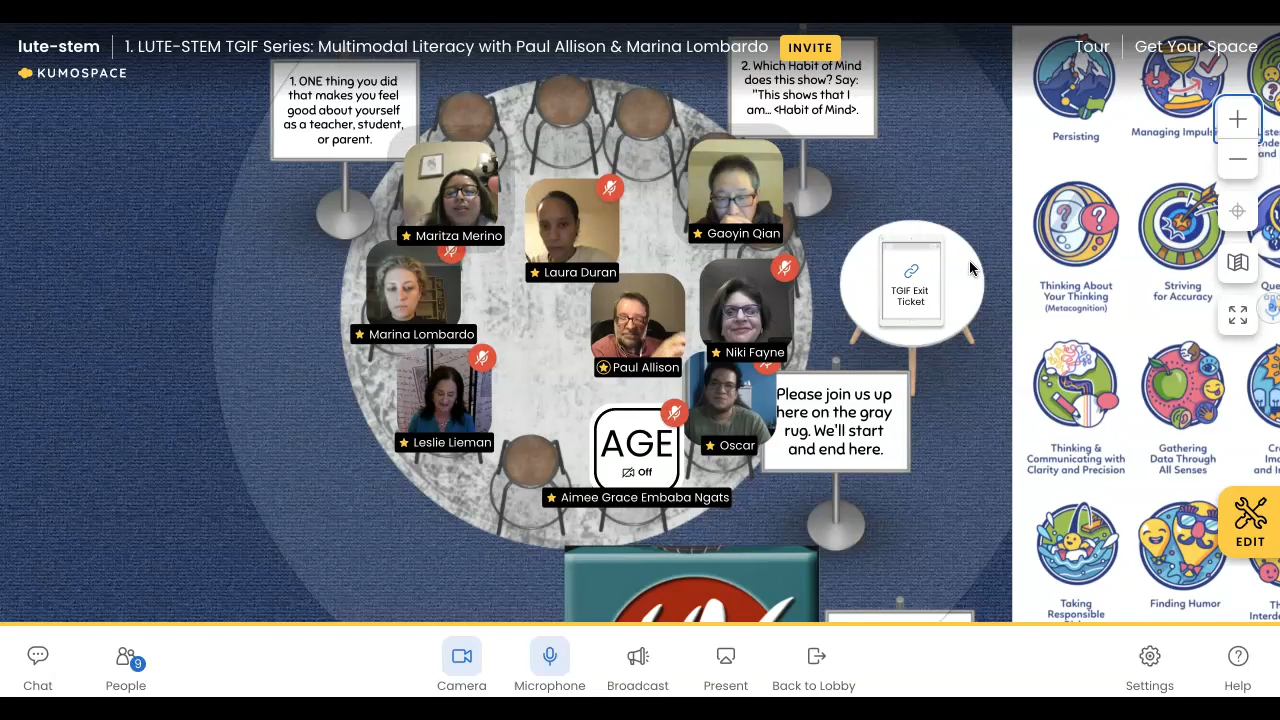 lute-stem
1. LUTE-STEM TGIF Series: Multimodal Literacy with Paul Allison & Marina Lombardo
INVITE
Tour
Get Your Space
KUMOSPACE
1. ONE thing you did
that makes you feel
good about yourself
as a teacher, student,
or parent.
2. Which Habit of Mind
does this show? Say:
"This shows that I
am... <Habit of Mind>.
Persisting
Managing
Maritza Merino
Laura Duran
Gaoyin Qian
Marina Lombardo
Paul Allison
Niki Fayne
Leslie Lieman
Oscar
AGE
Off
Aimee Grace Embaba Ngats
TGIF Exit
Ticket
Please join us up
here on the gray
rug. We'll start
and end here.
Thinking About
Your Thinking
(Metacognition)
Striving
for Accuracy
Thinking &
Communicating with
Clarity and Precision
Gathering
Data Through
All Senses
Taking
Responsible
Finding Humor
EDIT
Chat
9
People
Camera
Microphone
Broadcast
Present
Back to Lobby
Settings
Help